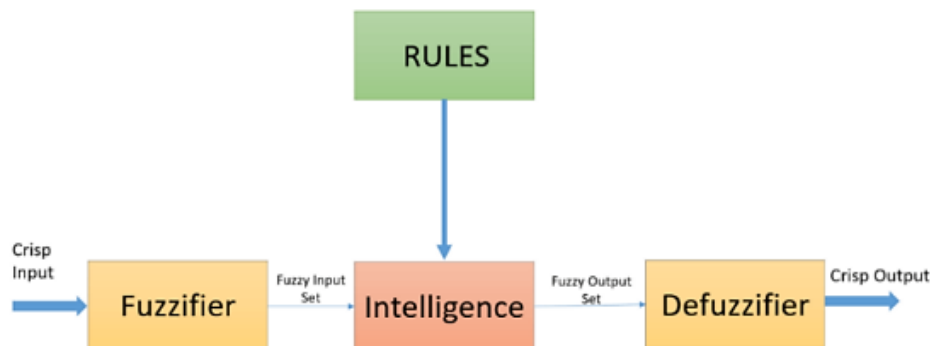 RULES
Crisp
Input
Fuzzifier
Fuzzy Input
Set
Intelligence
Fuzzy Output
Set
Defuzzifier
Crisp Output